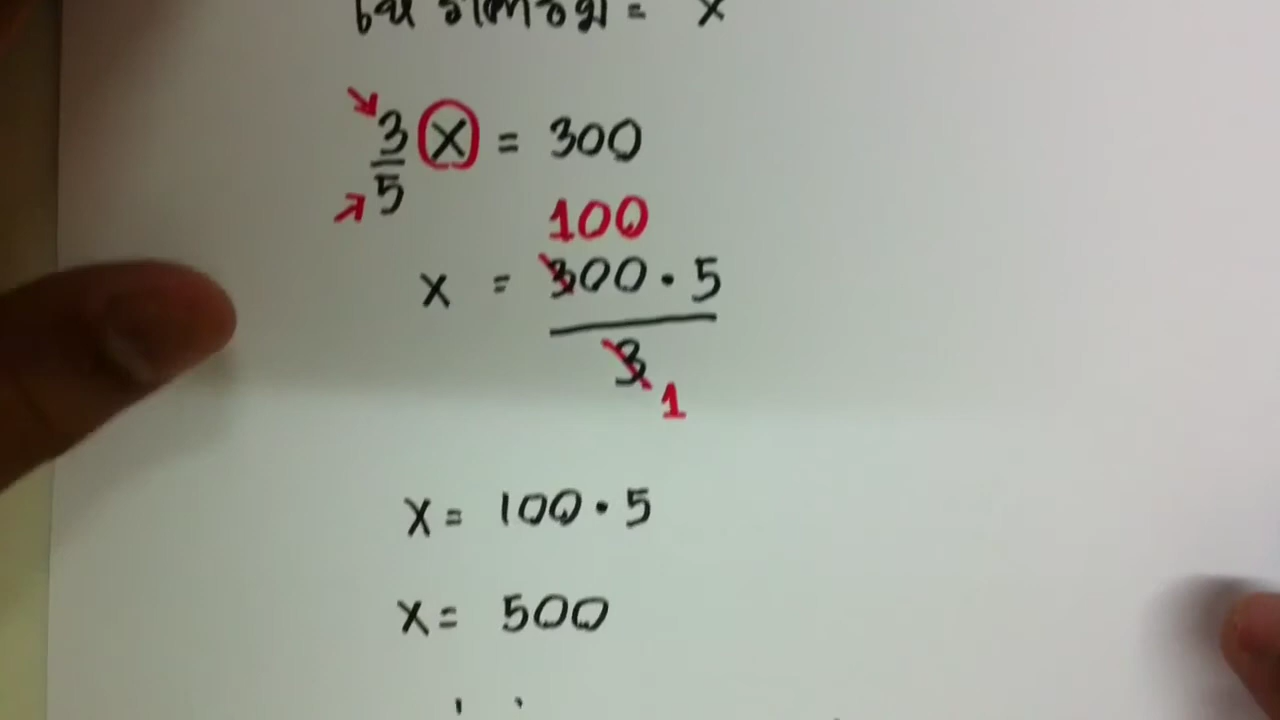 = x
3/5 x = 300
100
x = 300 · 5
3
1
x = 100 · 5
x = 500